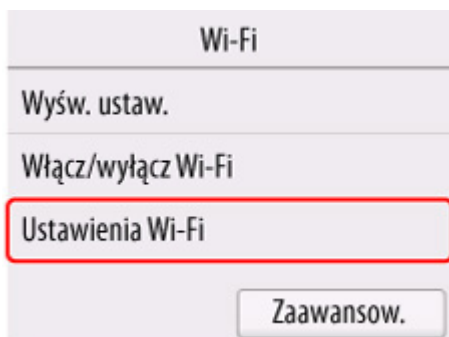 Wi-Fi
Wyśw. ustaw.
Włącz/wyłącz Wi-Fi
Ustawienia Wi-Fi
Zaawansow.